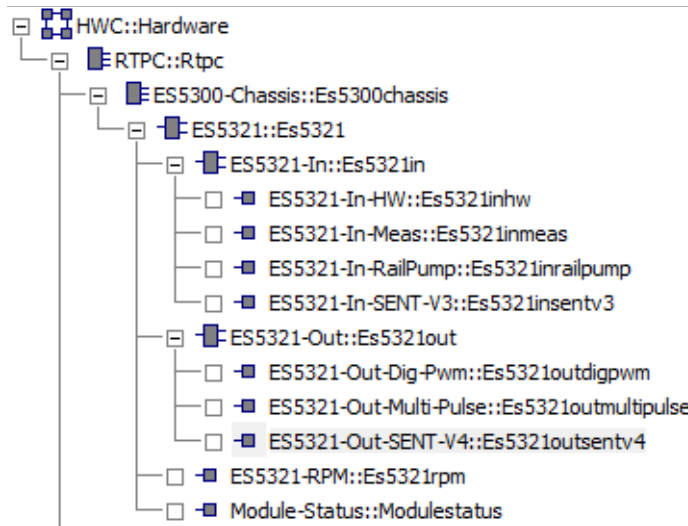 HWC::Hardware
RTPC::Rtpc
ES5300-Chassis::Es5300chassis
ES5321::Es5321
ES5321-In::Es5321in
ES5321-In-HW::Es5321inhw
ES5321-In-Meas::Es5321inmeas
ES5321-In-RailPump::Es5321inrailpump
ES5321-In-SENT-V3::Es5321insentv3
ES5321-Out::Es5321out
ES5321-Out-Dig-Pwm::Es5321outdigpwm
ES5321-Out-Multi-Pulse::Es5321outmultipulse
ES5321-Out-SENT-V4::Es5321outsentv4
ES5321-RPM::Es5321rpm
Module-Status::Modulestatus